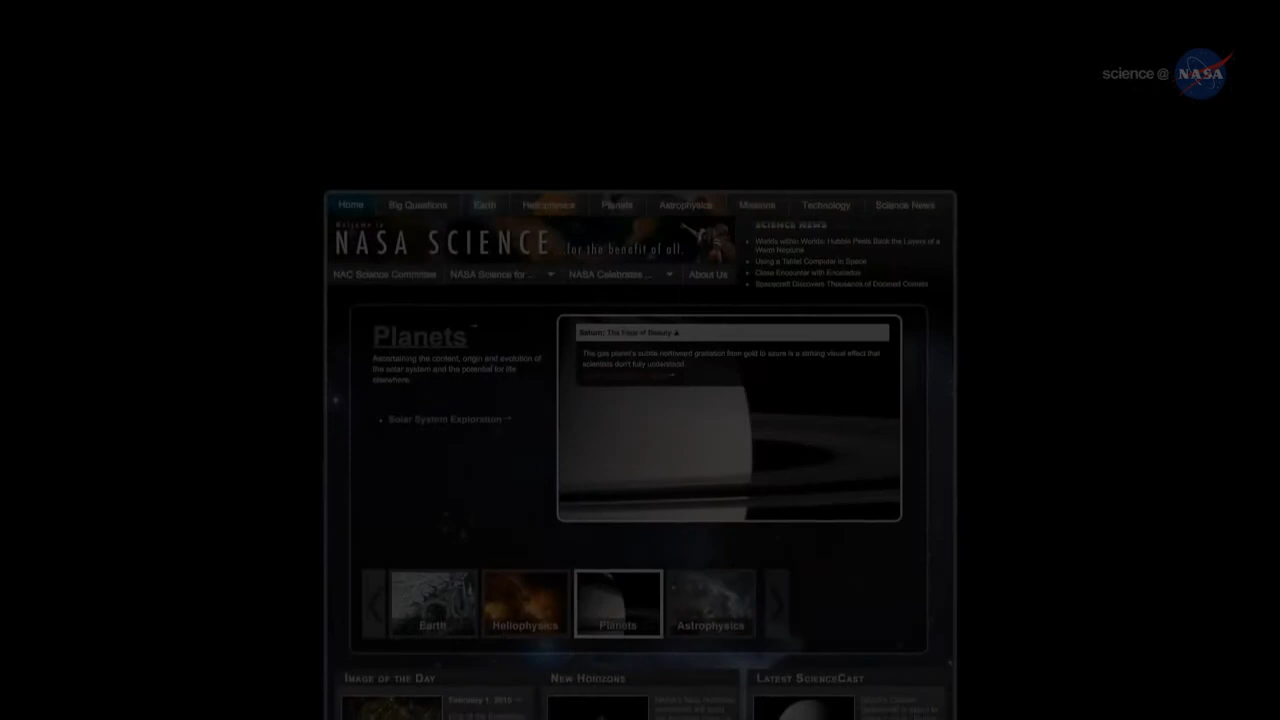 science @ NASA
Home Big Questions Earth Heliophysics Planets Astrophysics Missions Technology Science News
Welcome to
NASA SCIENCE ...for the benefit of all.
SCIENCE NEWS
Worlds within Worlds: Hubble Peels Back the Layers of a
Warm Neptune
Using a Tablet Computer in Space
Close Encounter with Enceladus
Spacecraft Discovers Thousands of Doomed Comets
NAC Science Committee NASA Science for ... NASA Celebrates ... About Us
Planets
Ascertaining the content, origin and evolution of
the solar system and the potential for life
elsewhere.
Solar System Exploration
Saturn: The Face of Beauty
The gas planet's subtle northward gradation from gold to azure is a striking visual effect that
scientists don't fully understand.
Earth Heliophysics Planets Astrophysics
IMAGE OF THE DAY NEW HORIZONS LATEST SCIENCECAST
February 1, 2015